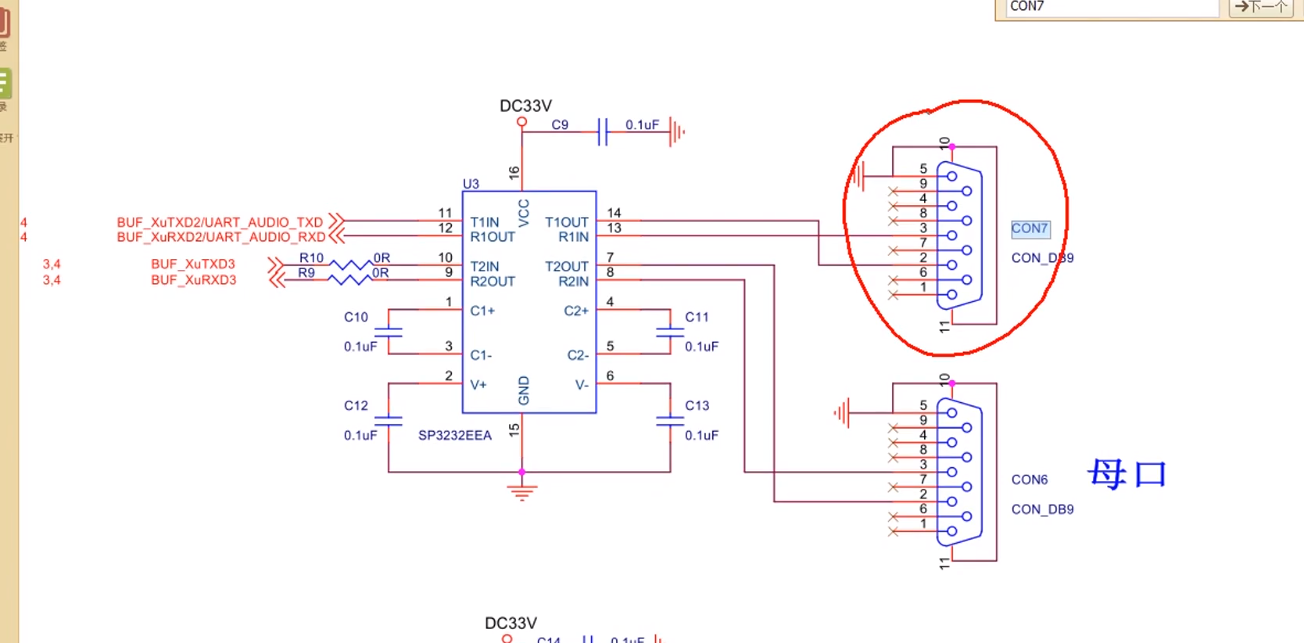 CON7
下一个
签
录
展开
DC33V
C9
0.1uF
16
U3
VCC
4 BUF_XuTXD2/UART_AUDIO_TXD 11 T1IN T1OUT 14
4 BUF_XuRXD2/UART_AUDIO_RXD 12 R1OUT R1IN 13
3,4 BUF_XuTXD3 R10 0R 10 T2IN T2OUT 7
3,4 BUF_XuRXD3 R9 0R 9 R2OUT R2IN 8
C10 1 C1+ C2+ 4 C11
0.1uF 3 C1- C2- 5 0.1uF
2 V+ GND V- 6
C12 C13
0.1uF SP3232EEA 15 0.1uF
10
5
9
4
8
3
7
2
6
1
11
CON7
CON_DB9
10
5
9
4
8
3
7
2
6
1
11
CON6
CON_DB9
母口
DC33V
C14 0.1uF